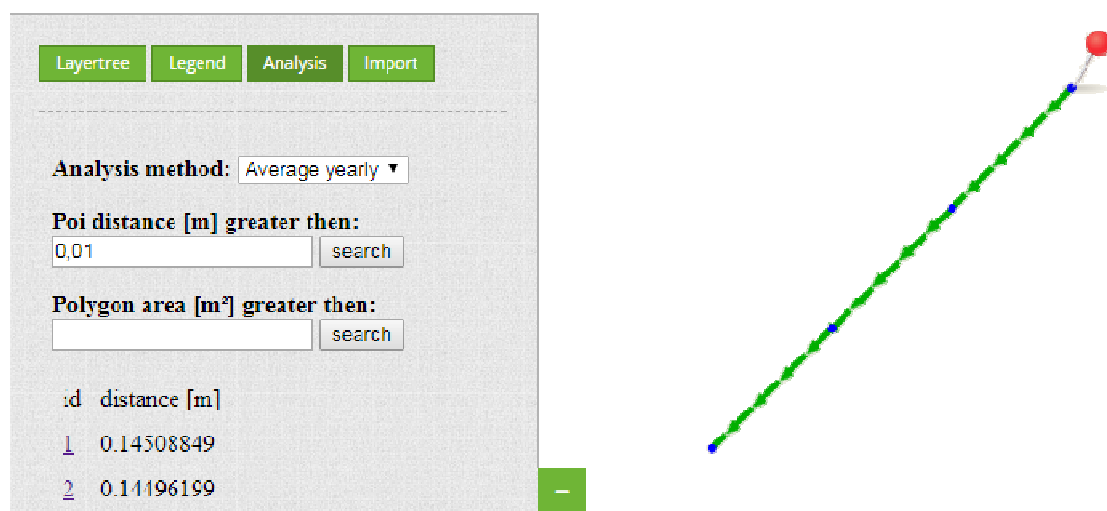 Layertree Legend Analysis Import
Analysis method: Average yearly
Poi distance [m] greater then:
0,01 search
Polygon area [m²] greater then:
search
id distance [m]
1 0.14508849
2 0.14496199
–